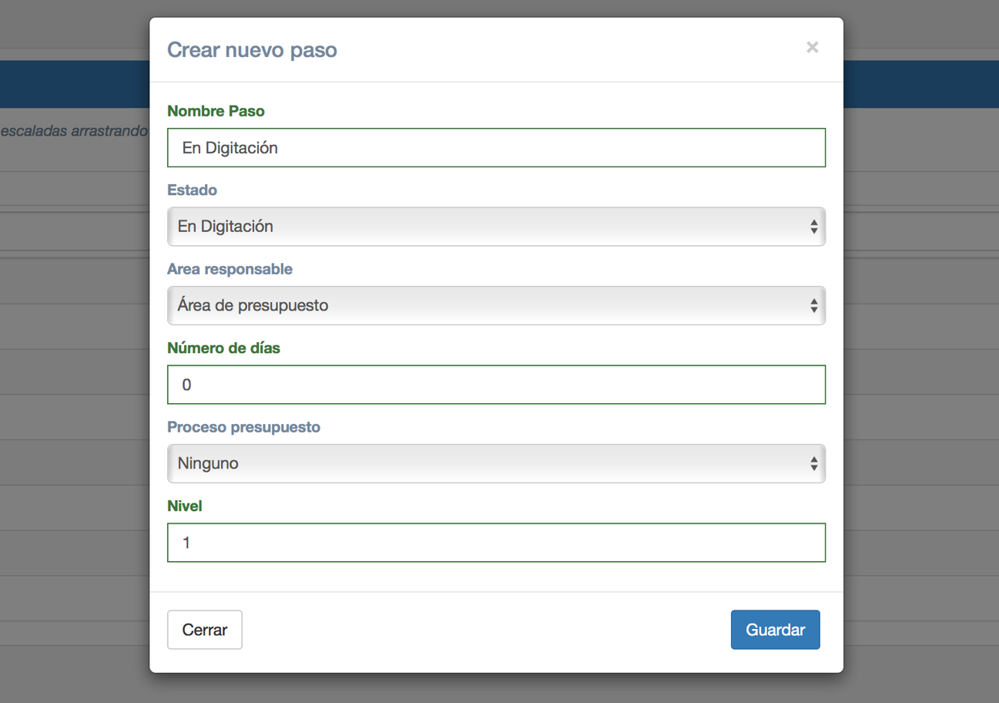 Crear nuevo paso ×
Nombre Paso
escaladas arrastrando
En Digitación
Estado
En Digitación
Area responsable
Área de presupuesto
Número de días
0
Proceso presupuesto
Ninguno
Nivel
1
Cerrar Guardar